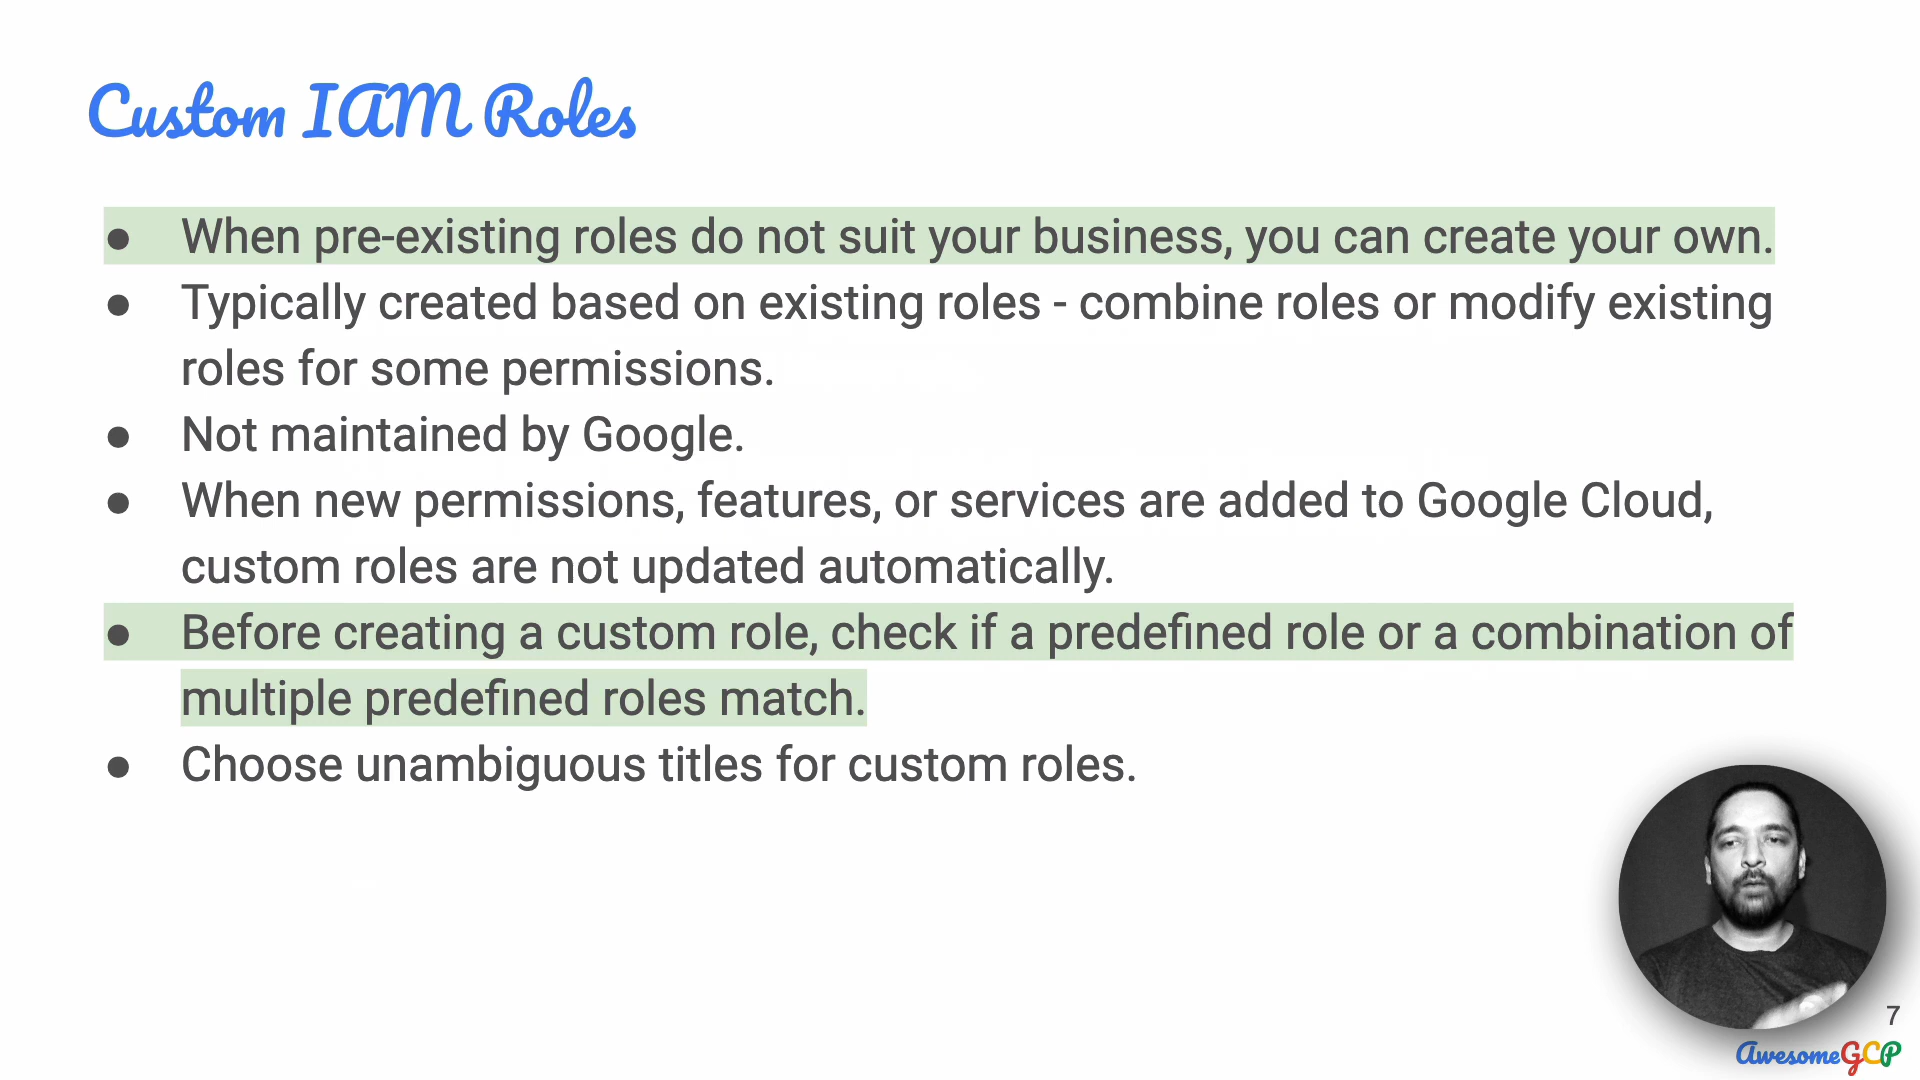 Custom IAM Roles
● When pre-existing roles do not suit your business, you can create your own.
● Typically created based on existing roles - combine roles or modify existing
roles for some permissions.
● Not maintained by Google.
● When new permissions, features, or services are added to Google Cloud,
custom roles are not updated automatically.
● Before creating a custom role, check if a predefined role or a combination of
multiple predefined roles match.
● Choose unambiguous titles for custom roles.
7
AwesomeGCP